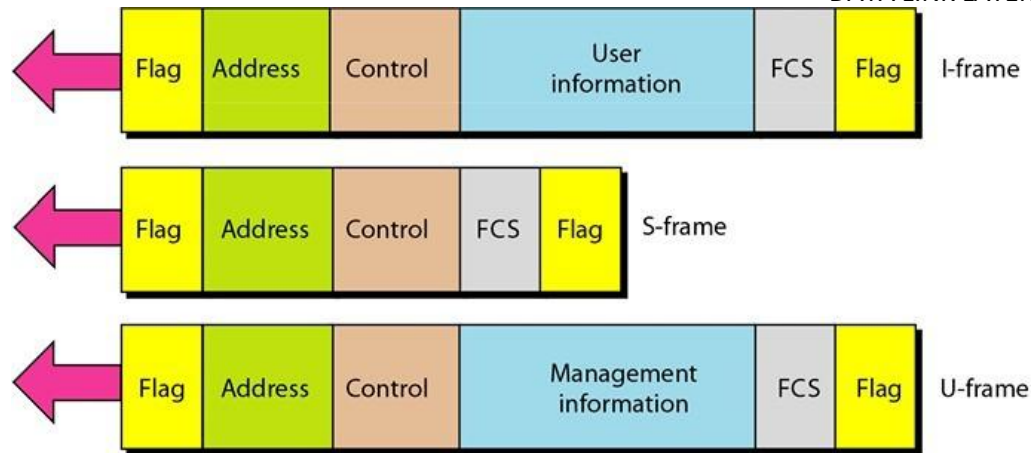 Flag Address Control User information FCS Flag I-frame
Flag Address Control FCS Flag S-frame
Flag Address Control Management information FCS Flag U-frame